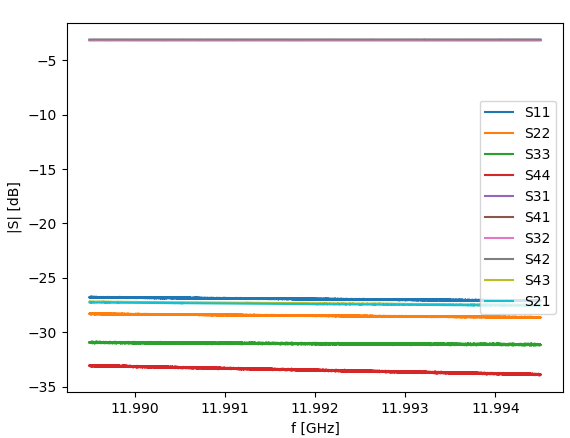 −5
−10
−15
−20
−25
−30
−35
|S| [dB]
11.990
11.991
11.992
11.993
11.994
f [GHz]
S11
S22
S33
S44
S31
S41
S32
S42
S43
S21